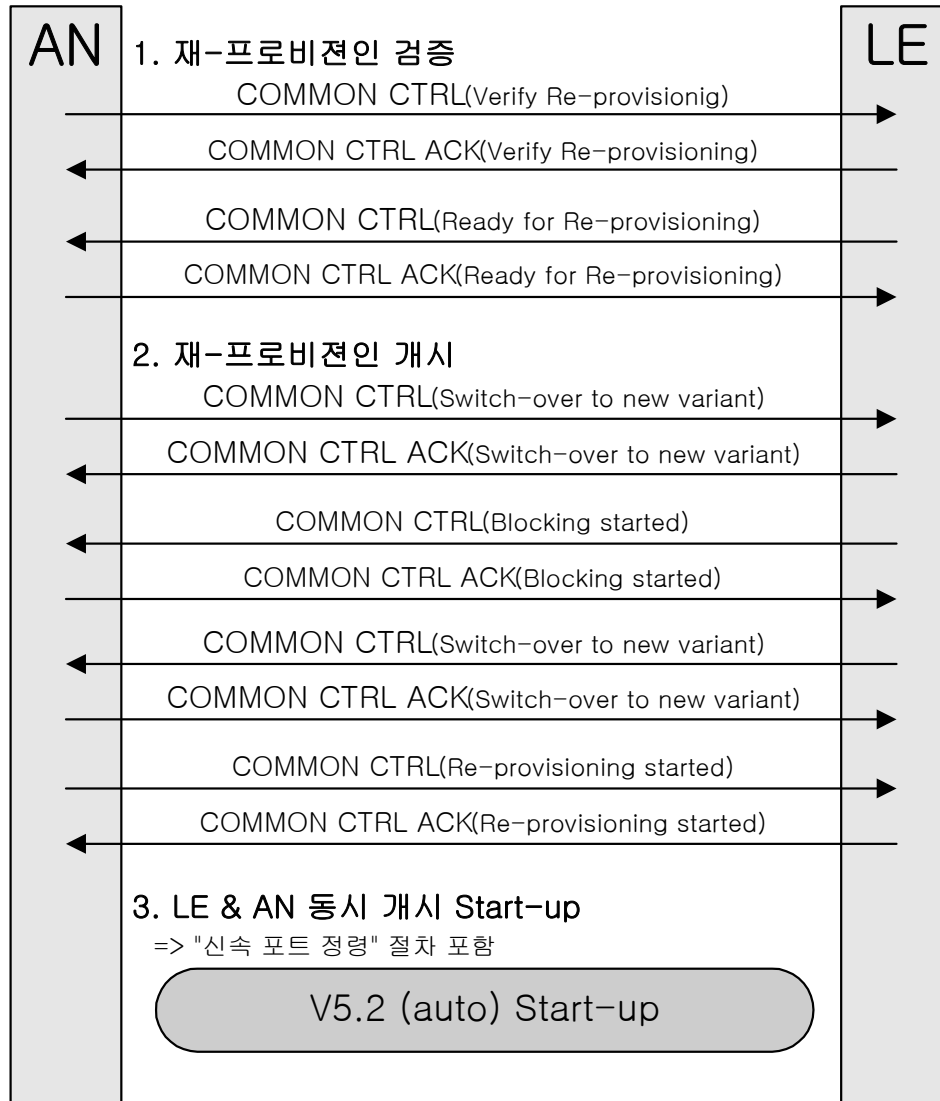 AN
LE
1. 재-프로비젼인 검증
COMMON CTRL(Verify Re-provisionig)
COMMON CTRL ACK(Verify Re-provisioning)
COMMON CTRL(Ready for Re-provisioning)
COMMON CTRL ACK(Ready for Re-provisioning)
2. 재-프로비젼인 개시
COMMON CTRL(Switch-over to new variant)
COMMON CTRL ACK(Switch-over to new variant)
COMMON CTRL(Blocking started)
COMMON CTRL ACK(Blocking started)
COMMON CTRL(Switch-over to new variant)
COMMON CTRL ACK(Switch-over to new variant)
COMMON CTRL(Re-provisioning started)
COMMON CTRL ACK(Re-provisioning started)
3. LE & AN 동시 개시 Start-up
=> "신속 포트 정령" 절차 포함
V5.2 (auto) Start-up